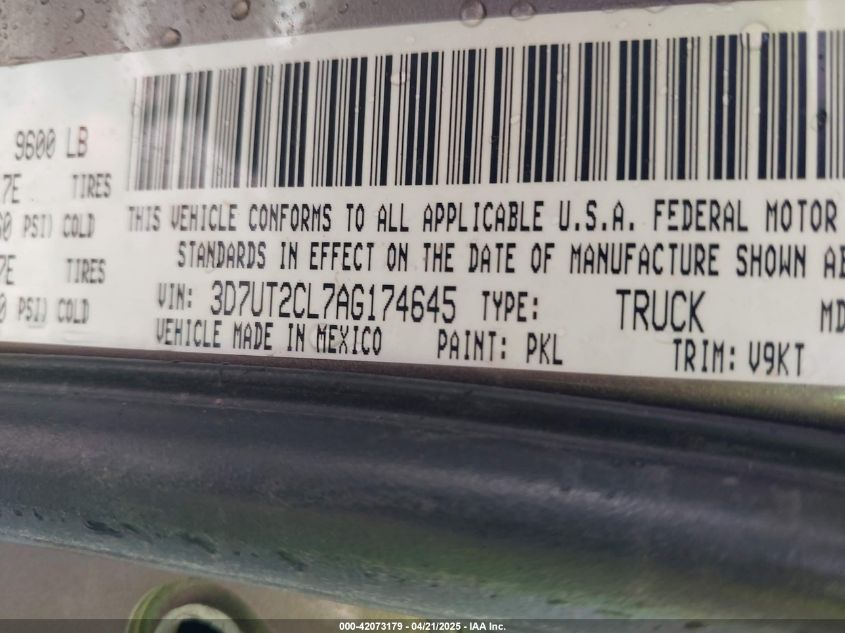 9600 LB
7E TIRES
PSI) COLD
7E TIRES
PSI) COLD
THIS VEHICLE CONFORMS TO ALL APPLICABLE U.S.A. FEDERAL MOTOR
STANDARDS IN EFFECT ON THE DATE OF MANUFACTURE SHOWN AB
VIN: 3D7UT2CL7AG174645 TYPE: TRUCK MD
VEHICLE MADE IN MEXICO PAINT: PKL TRIM: V9KT
000-42073179 - 04/21/2025 - IAA Inc.